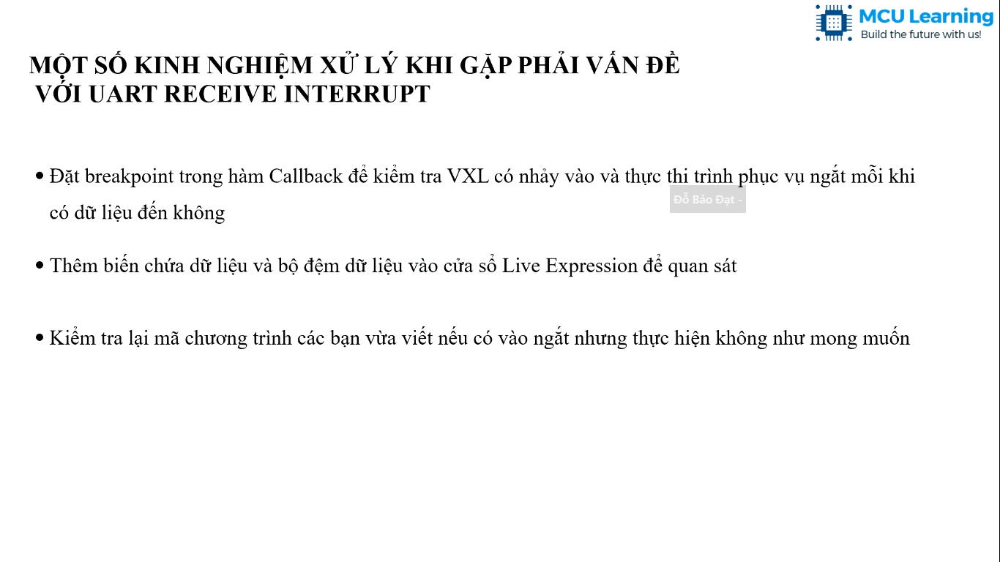 MCU Learning
Build the future with us!
MỘT SỐ KINH NGHIỆM XỬ LÝ KHI GẶP PHẢI VẤN ĐỀ
VỚI UART RECEIVE INTERRUPT
• Đặt breakpoint trong hàm Callback để kiểm tra VXL có nhảy vào và thực thi trình phục vụ ngắt mỗi khi
có dữ liệu đến không
Đỗ Bảo Đạt -
• Thêm biến chứa dữ liệu và bộ đệm dữ liệu vào cửa sổ Live Expression để quan sát
• Kiểm tra lại mã chương trình các bạn vừa viết nếu có vào ngắt nhưng thực hiện không như mong muốn